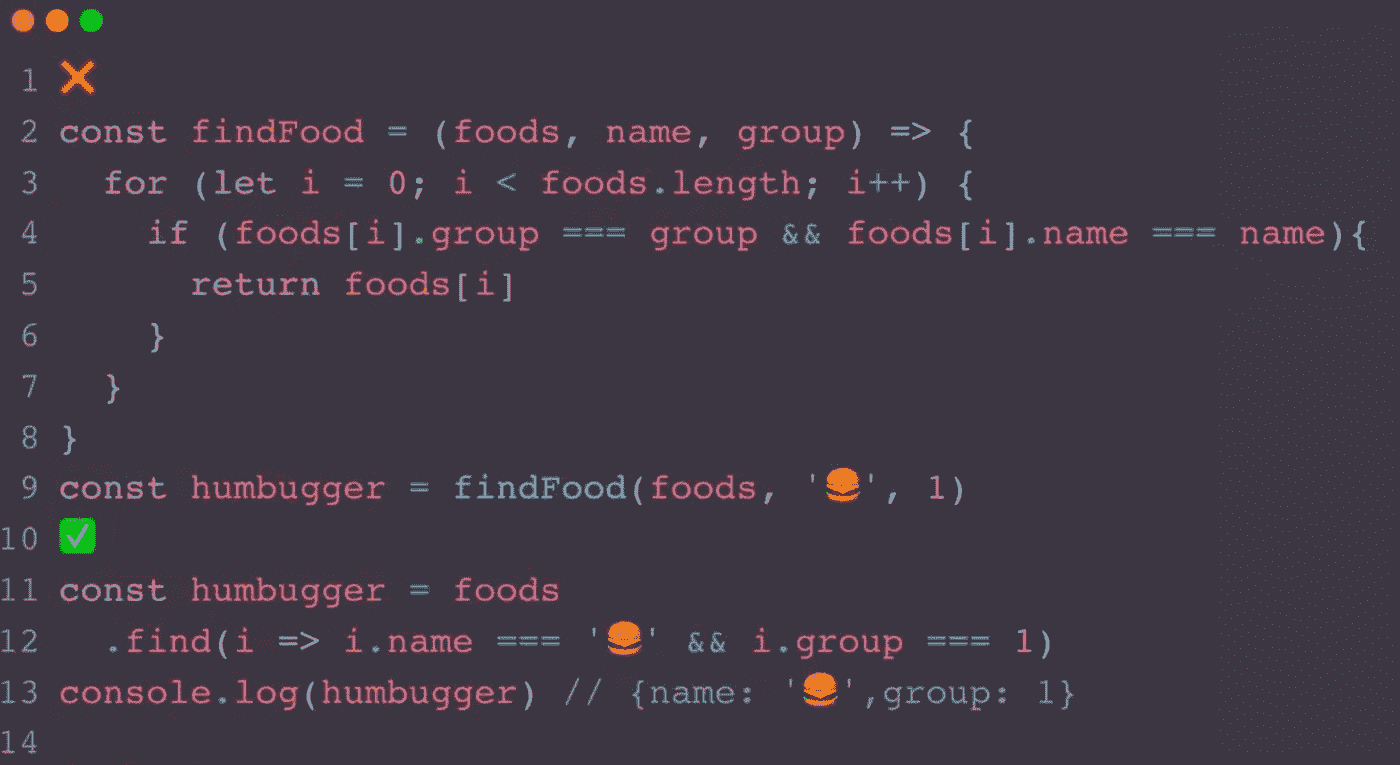 1 ❌
2 const findFood = (foods, name, group) => {
3   for (let i = 0; i < foods.length; i++) {
4     if (foods[i].group === group && foods[i].name === name){
5       return foods[i]
6     }
7   }
8 }
9 const humbugger = findFood(foods, '🍔', 1)
10 ✅
11 const humbugger = foods
12   .find(i => i.name === '🍔' && i.group === 1)
13 console.log(humbugger) // {name: '🍔',group: 1}
14